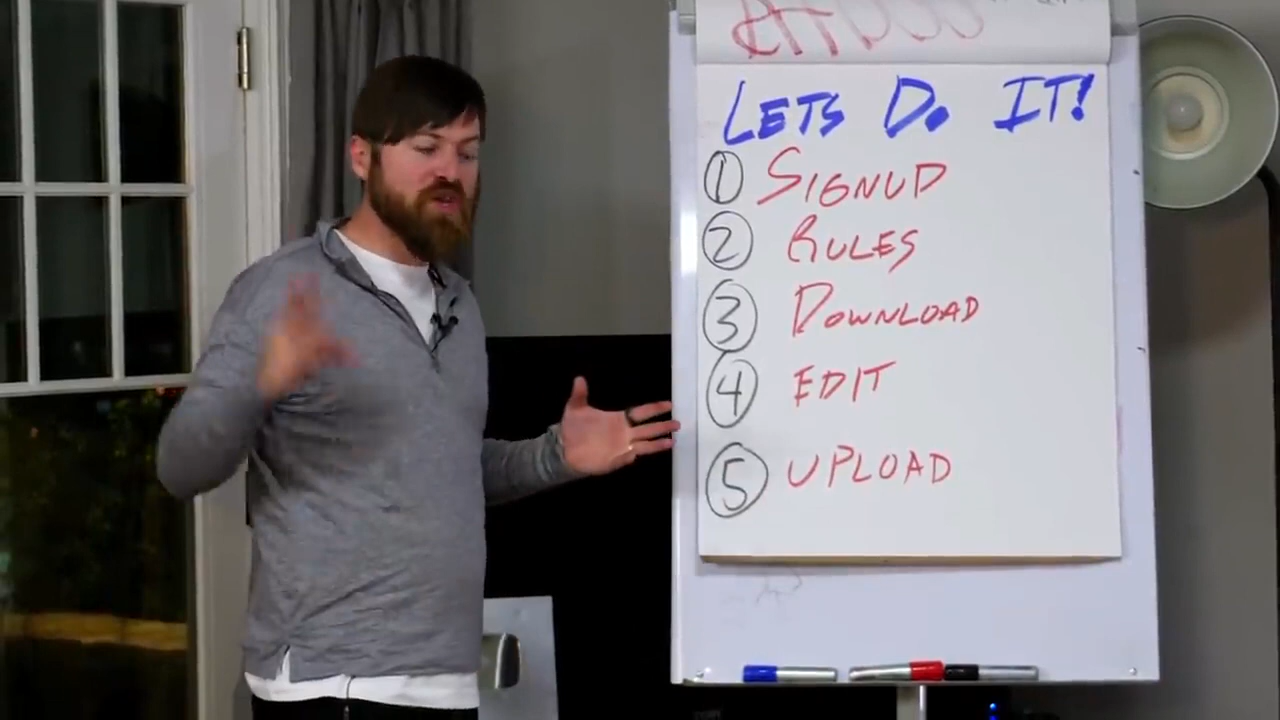 LETS DO IT!
1 SIGNUP
2 RULES
3 DOWNLOAD
4 EDIT
5 UPLOAD